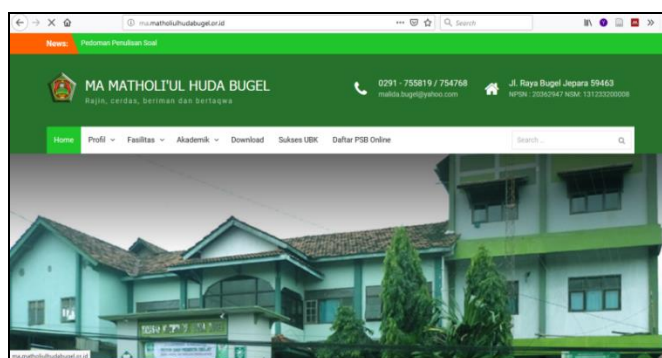 ma.matholiulhudabugel.or.id
Search
News: Pedoman Penulisan Soal
MA MATHOLI'UL HUDA BUGEL
Rajin, cerdas, beriman dan bertaqwa
0291 - 755819 / 754768
malida.bugel@yahoo.com
Jl. Raya Bugel Jepara 59463
NPSN : 20362947 NSM: 131233200008
Home Profil Fasilitas Akademik Download Sukses UBK Daftar PSB Online
Search ...
ma.matholiulhudabugel.or.id